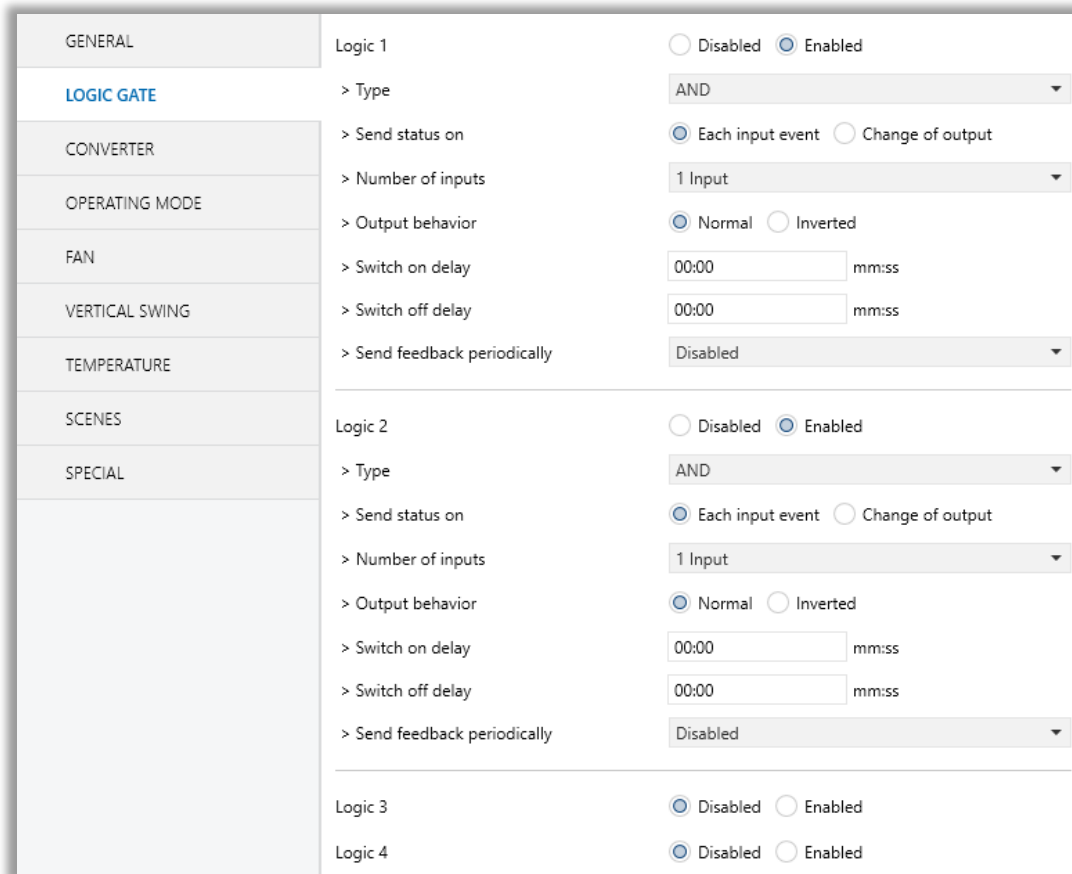 GENERAL
LOGIC GATE
CONVERTER
OPERATING MODE
FAN
VERTICAL SWING
TEMPERATURE
SCENES
SPECIAL
Logic 1 Disabled Enabled
> Type AND
> Send status on Each input event Change of output
> Number of inputs 1 Input
> Output behavior Normal Inverted
> Switch on delay 00:00 mm:ss
> Switch off delay 00:00 mm:ss
> Send feedback periodically Disabled
Logic 2 Disabled Enabled
> Type AND
> Send status on Each input event Change of output
> Number of inputs 1 Input
> Output behavior Normal Inverted
> Switch on delay 00:00 mm:ss
> Switch off delay 00:00 mm:ss
> Send feedback periodically Disabled
Logic 3 Disabled Enabled
Logic 4 Disabled Enabled